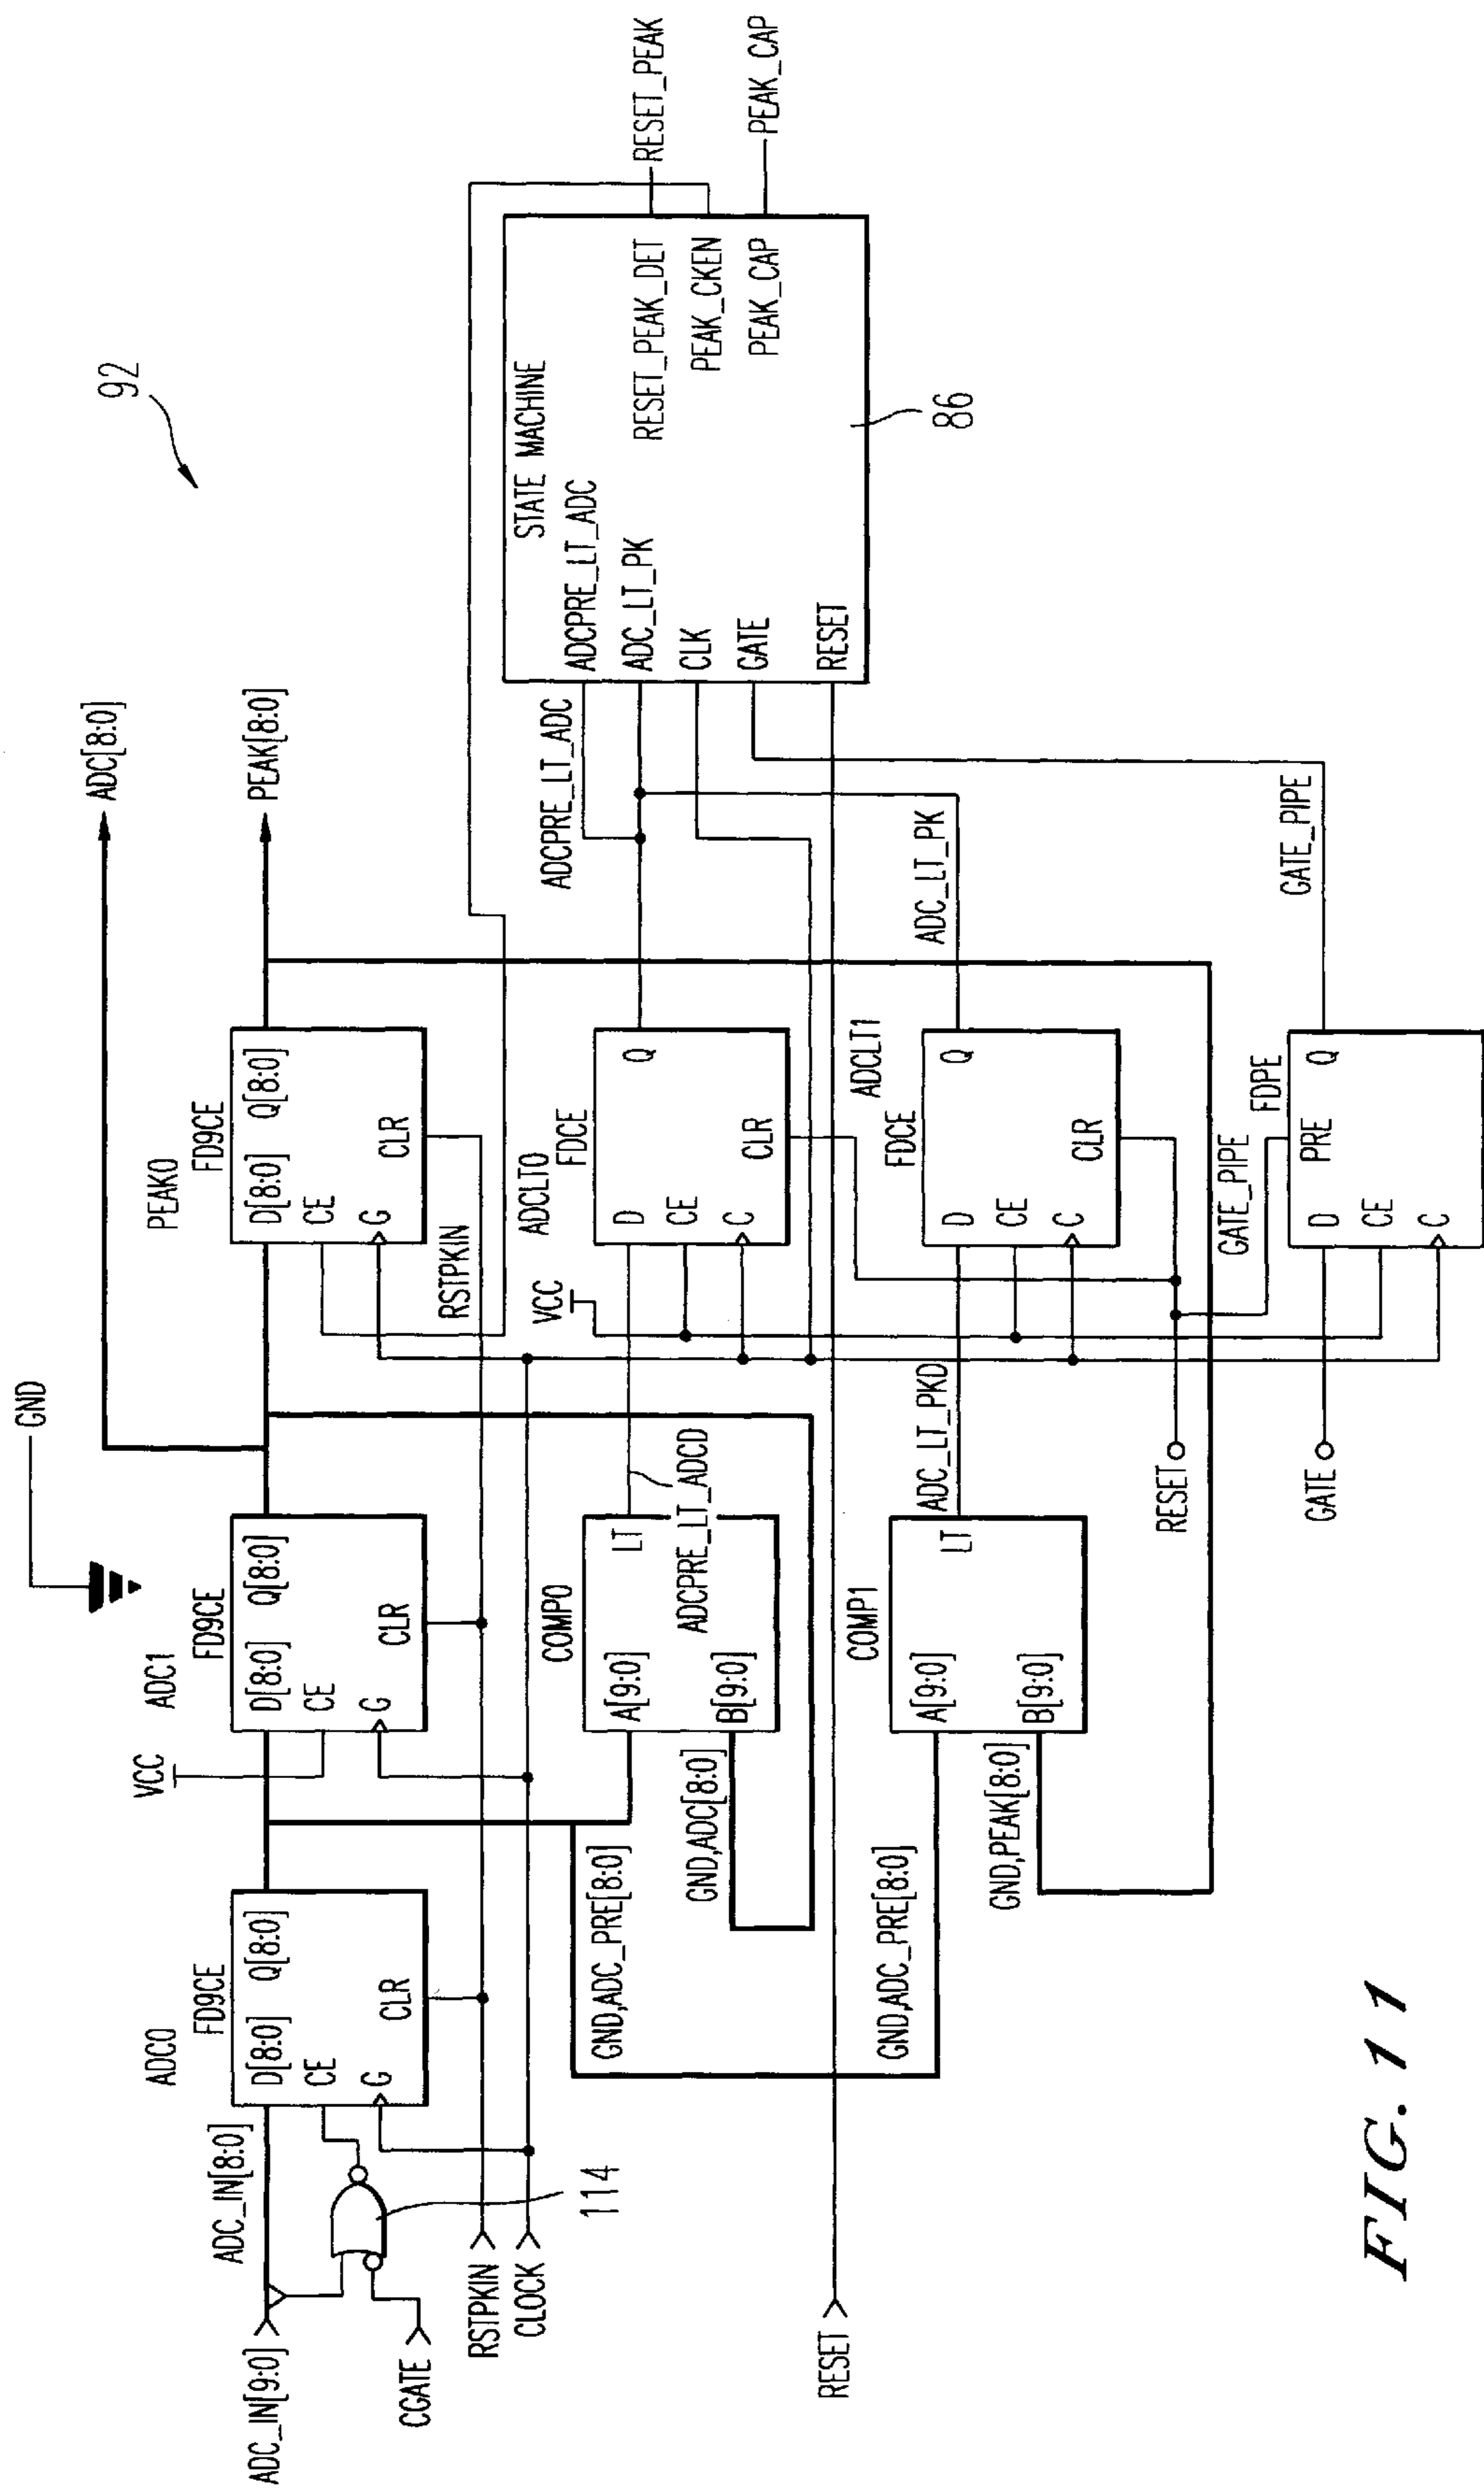 92
GND
ADC[8:0]
PEAK[8:0]
ADC0
FD9CE
D[8:0] Q[8:0]
CE
G
CLR
ADC1
FD9CE
D[8:0] Q[8:0]
CE
G
CLR
VCC
PEAK0
FD9CE
D[8:0] Q[8:0]
CE
G
CLR
RSTPKIN
ADC_IN[9:0]
ADC_IN[8:0]
CGATE
114
RSTPKIN
CLOCK
GND,ADC_PRE[8:0]
GND,ADC[8:0]
COMP0
A[9:0]
LT
B[9:0]
ADCPRE_LT_ADCD
VCC
ADCLT0
FDCE
D
Q
CE
C
CLR
ADCPRE_LT_ADC
STATE MACHINE
ADCPRE_LT_ADC
ADC_LT_PK
CLK
GATE
RESET
RESET_PEAK_DET
PEAK_CKEN
PEAK_CAP
RESET_PEAK
PEAK_CAP
86
RESET
GND,ADC_PRE[8:0]
GND,PEAK[8:0]
COMP1
A[9:0]
LT
B[9:0]
ADC_LT_PKD
ADCLT1
FDCE
D
Q
CE
C
CLR
ADC_LT_PK
RESET
GATE
GATE_PIPE
FDPE
PRE
D
Q
CE
C
GATE_PIPE
FIG. 11